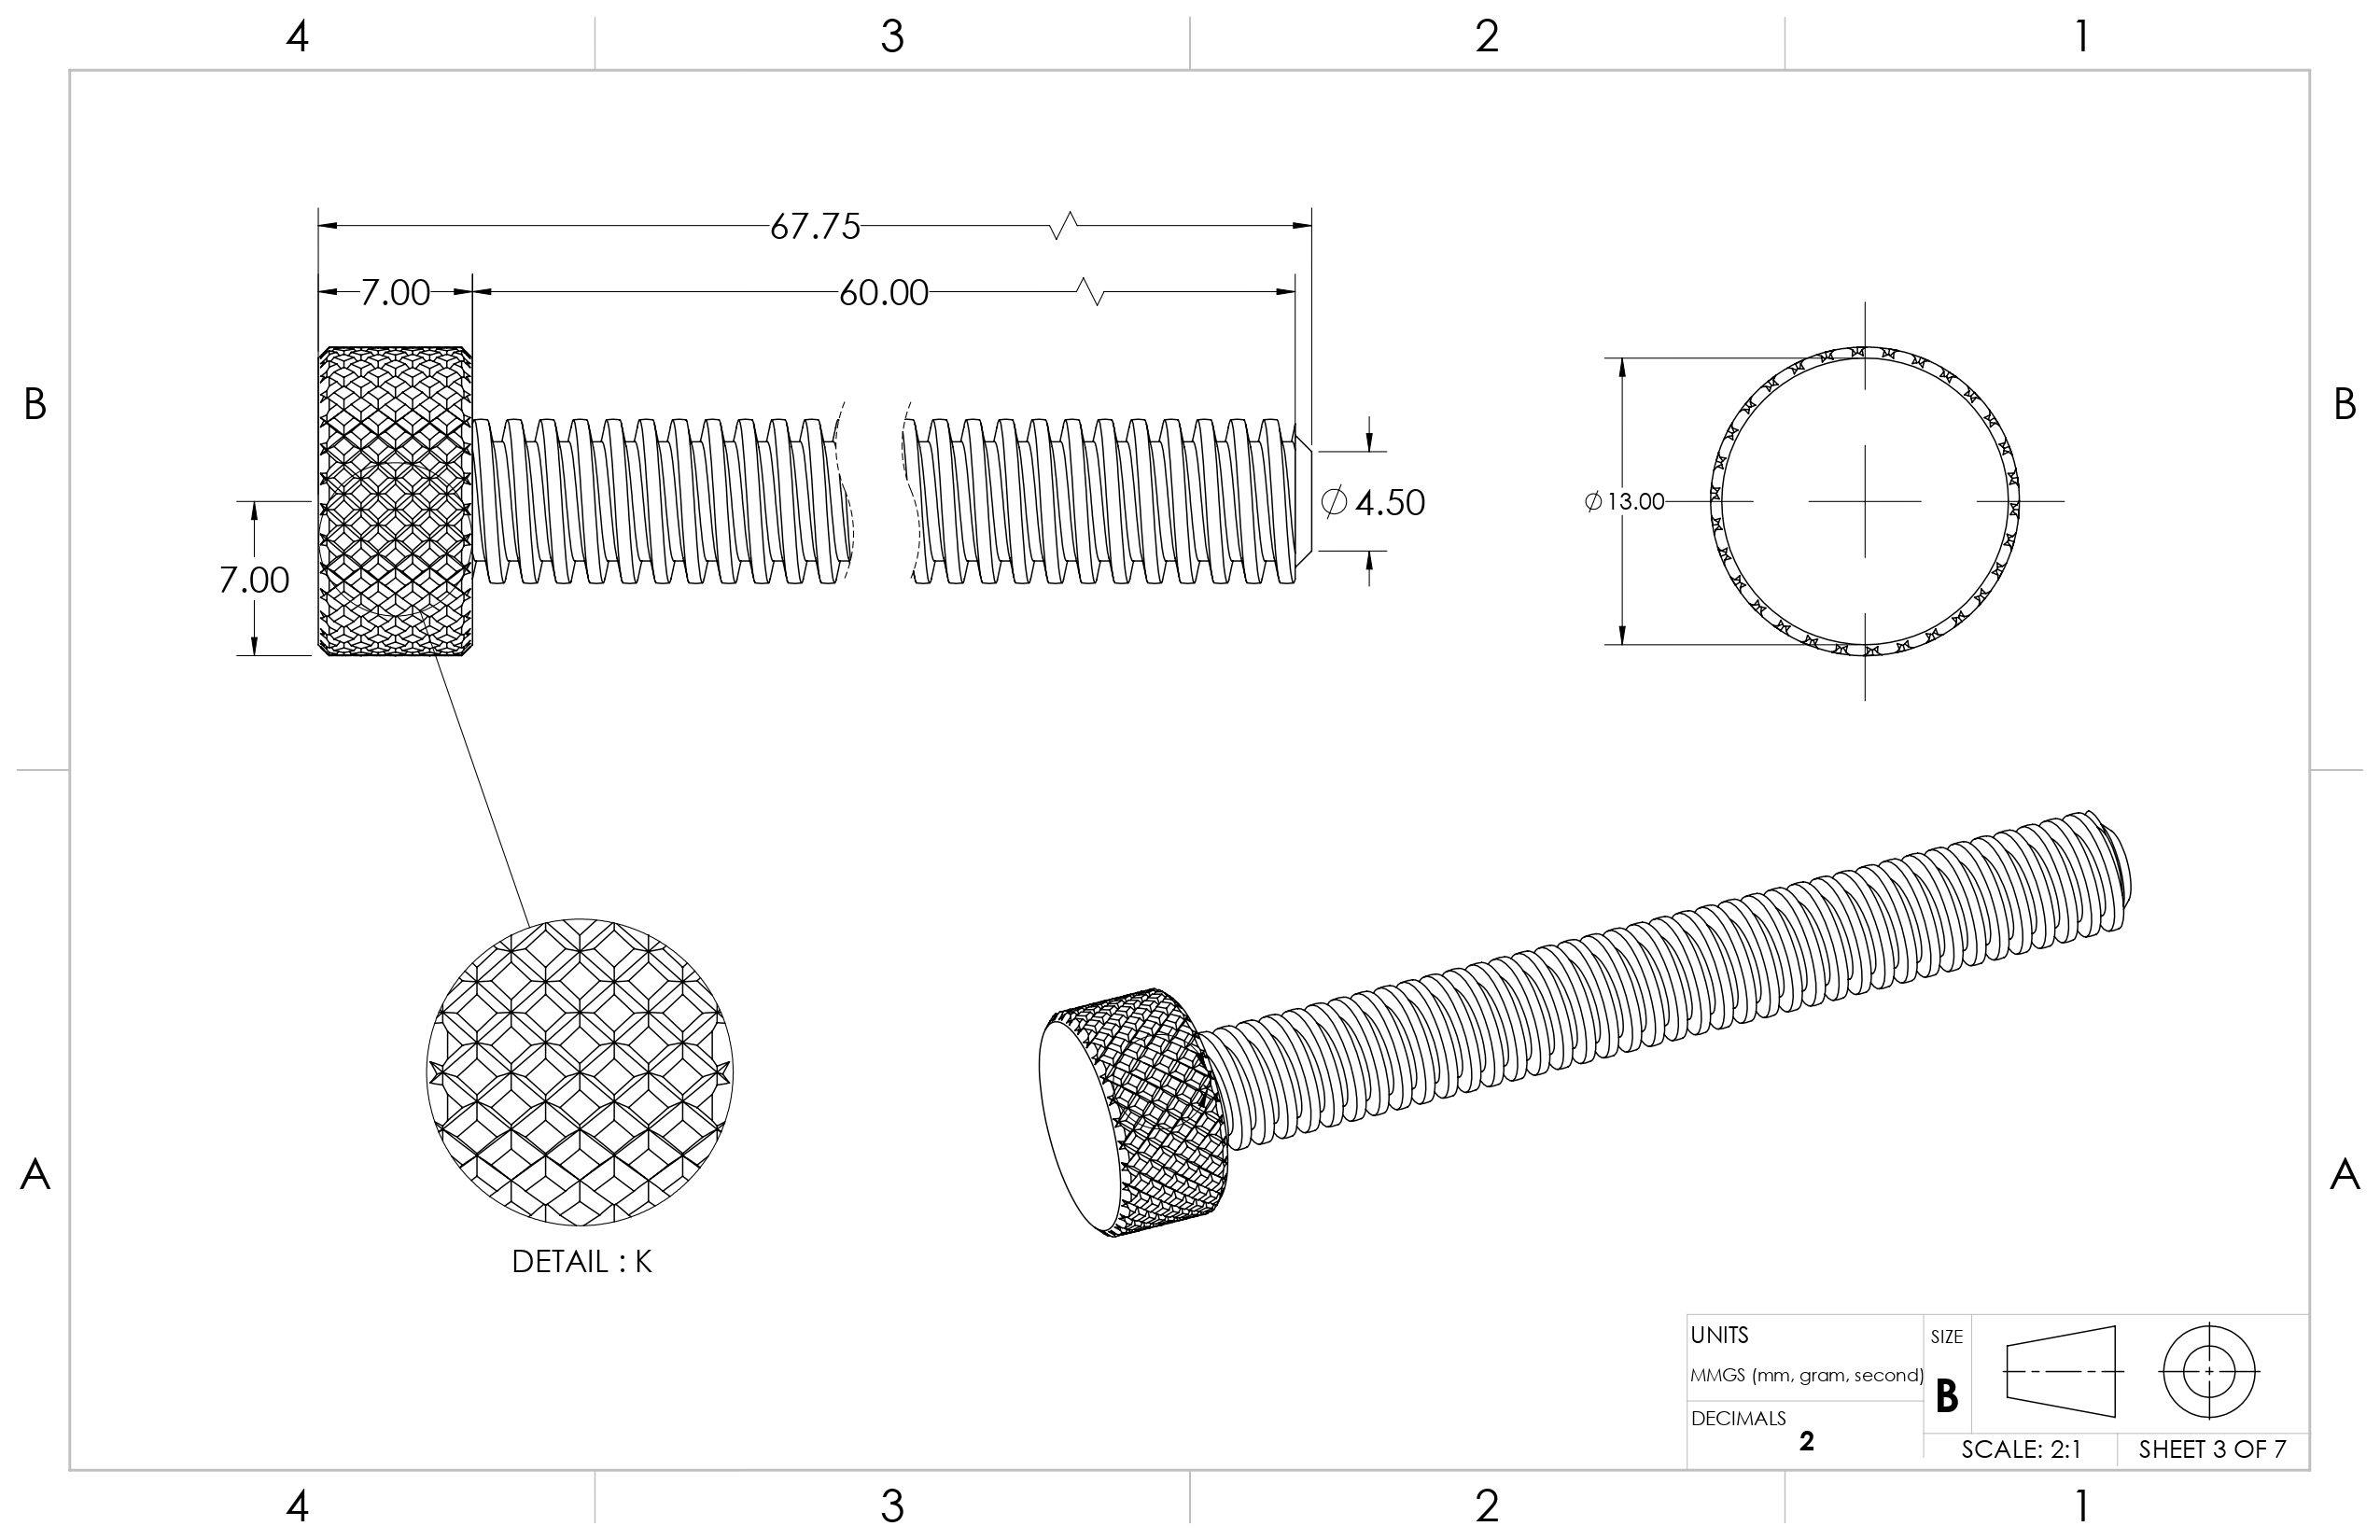 4 3 2 1
67.75
7.00 60.00
B B
⌀4.50
⌀13.00
7.00
A A
DETAIL : K
UNITS
MMGS (mm, gram, second)
SIZE
B
DECIMALS
2
SCALE: 2:1
SHEET 3 OF 7
4 3 2 1